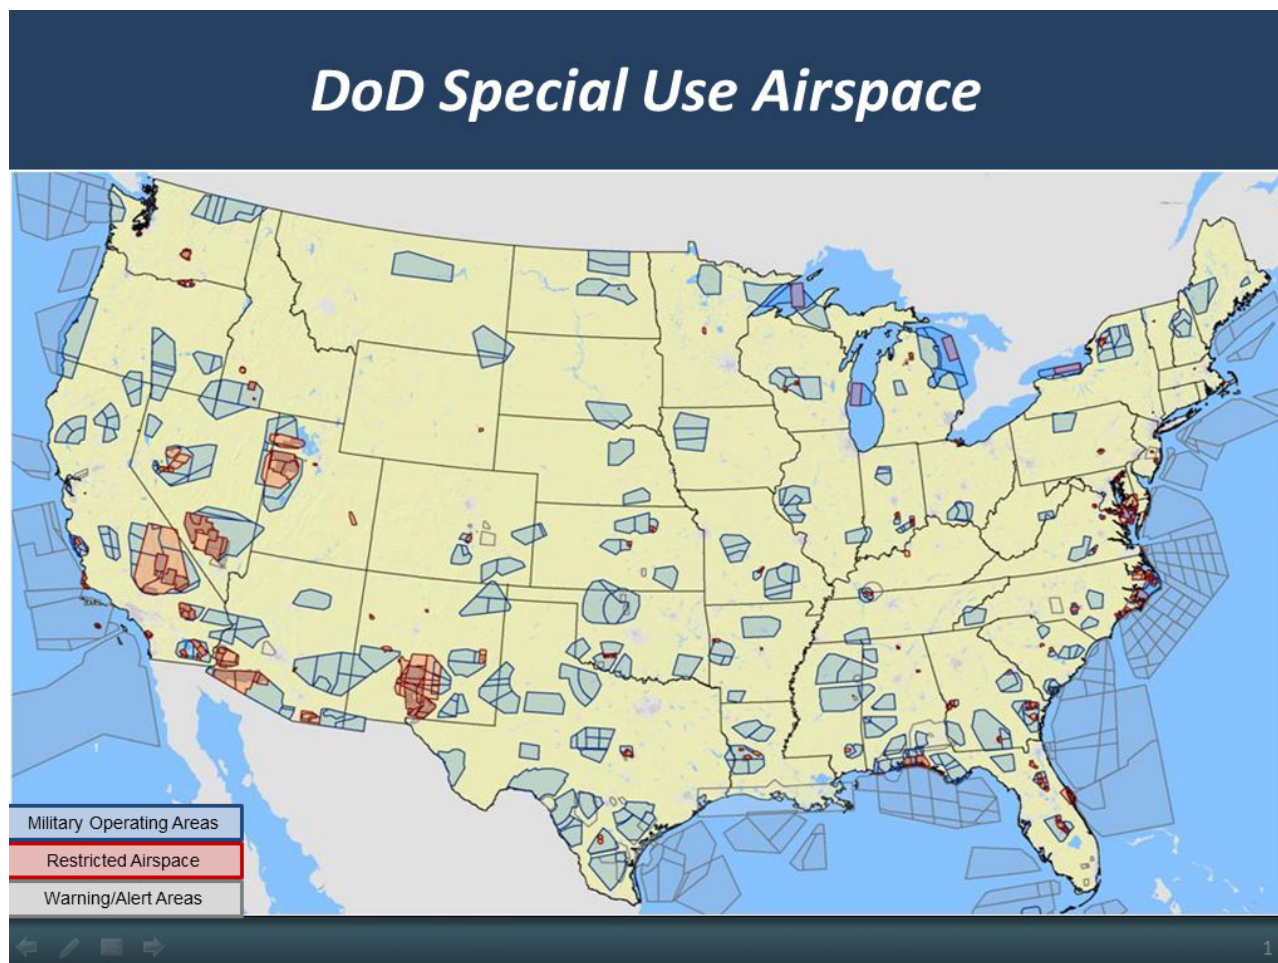 DoD Special Use Airspace
Military Operating Areas
Restricted Airspace
Warning/Alert Areas
1